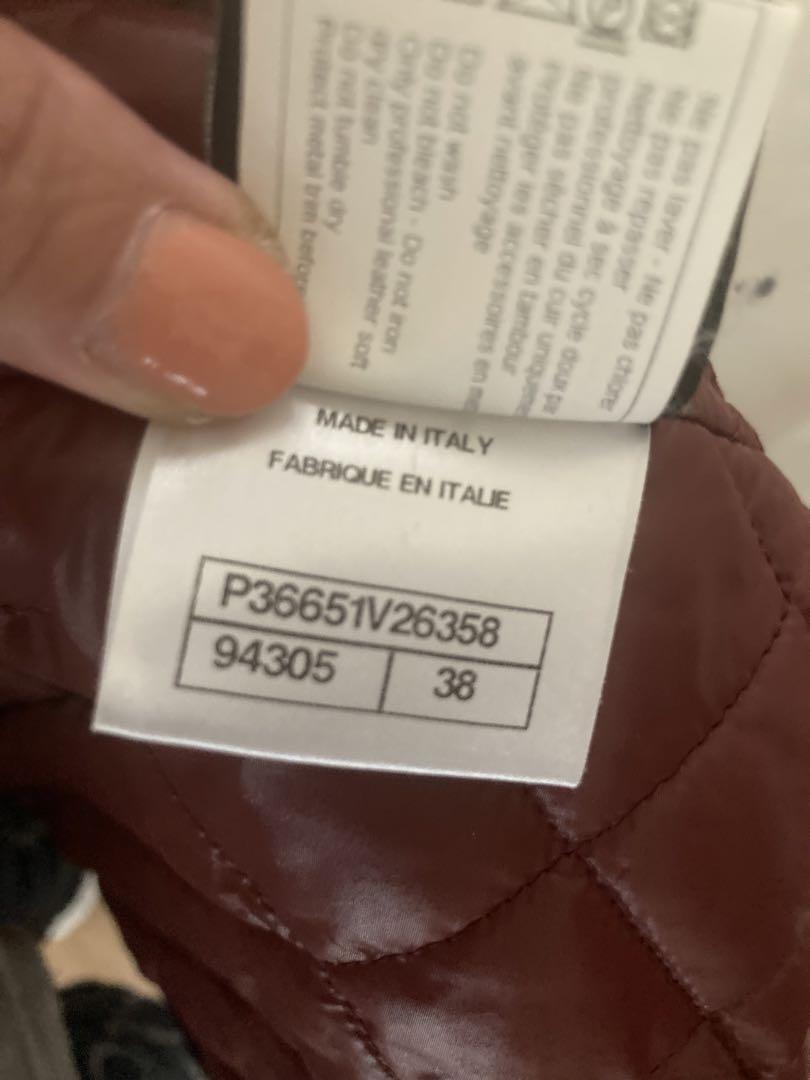 Ne pas laver - Ne pas chlorer
Ne pas repasser
Nettoyage à sec cycle doux par
professionnel du cuir uniquement
Ne pas sécher en tambour
Protéger les accessoires en
avant nettoyage
Do not wash
Do not bleach - Do not iron
Only professional leather soft
dry clean
Do not tumble dry
Protect metal trim before
MADE IN ITALY
FABRIQUE EN ITALIE
P36651V26358
94305
38